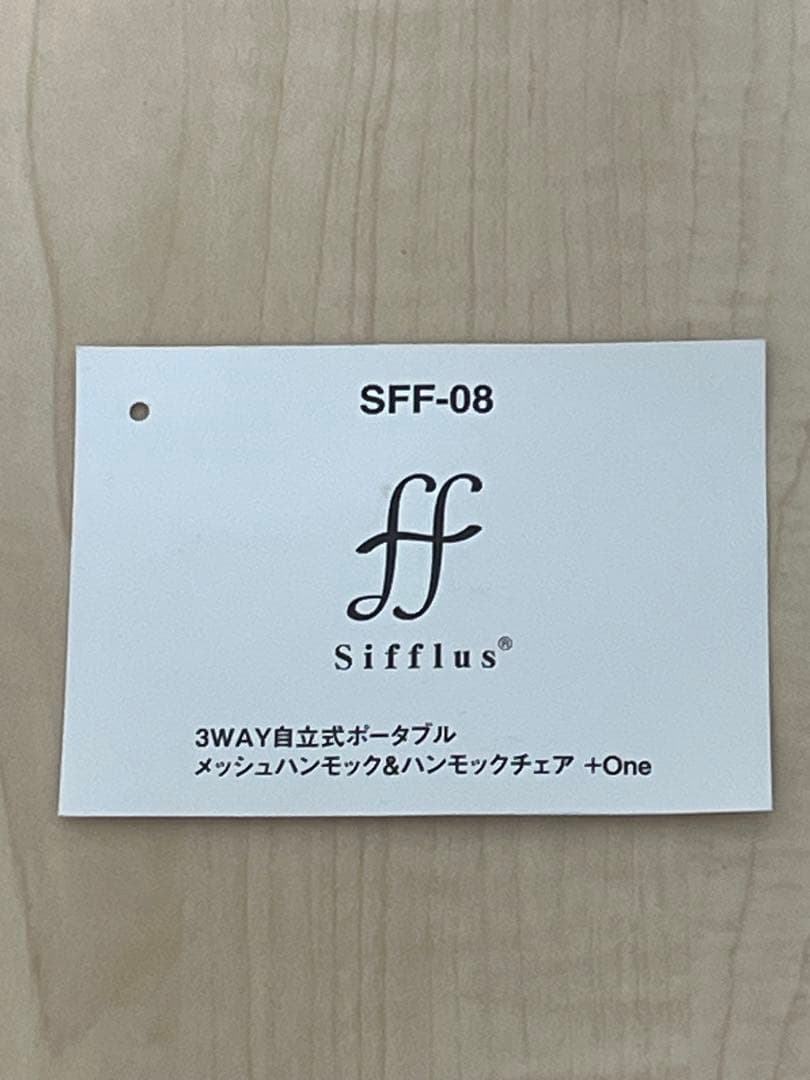 SFF-08
ff
Sifflus®
3WAY自立式ポータブル
メッシュハンモック&ハンモックチェア +One